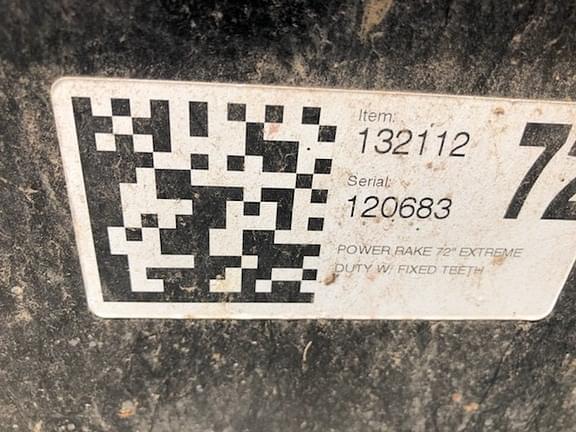 Item:
132112
Serial:
120683
72
POWER RAKE 72" EXTREME
DUTY W/ FIXED TEETH